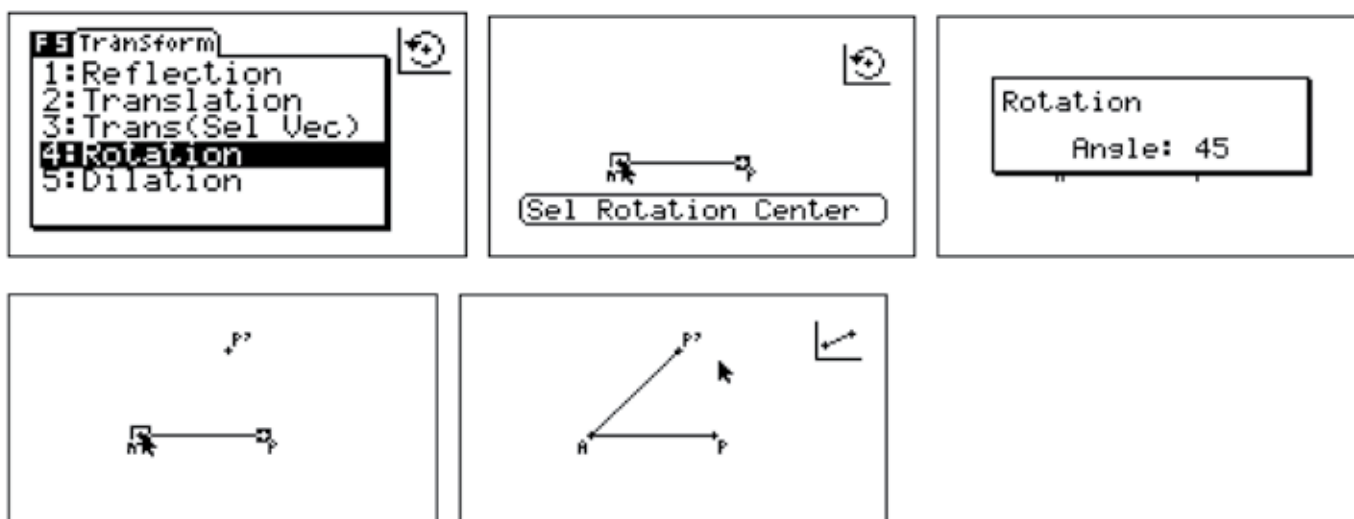 F5 Transform
1:Reflection
2:Translation
3:Trans(Sel Vec)
4:Rotation
5:Dilation
P
Sel Rotation Center
Rotation
Angle: 45
P'
P
P'
A
P